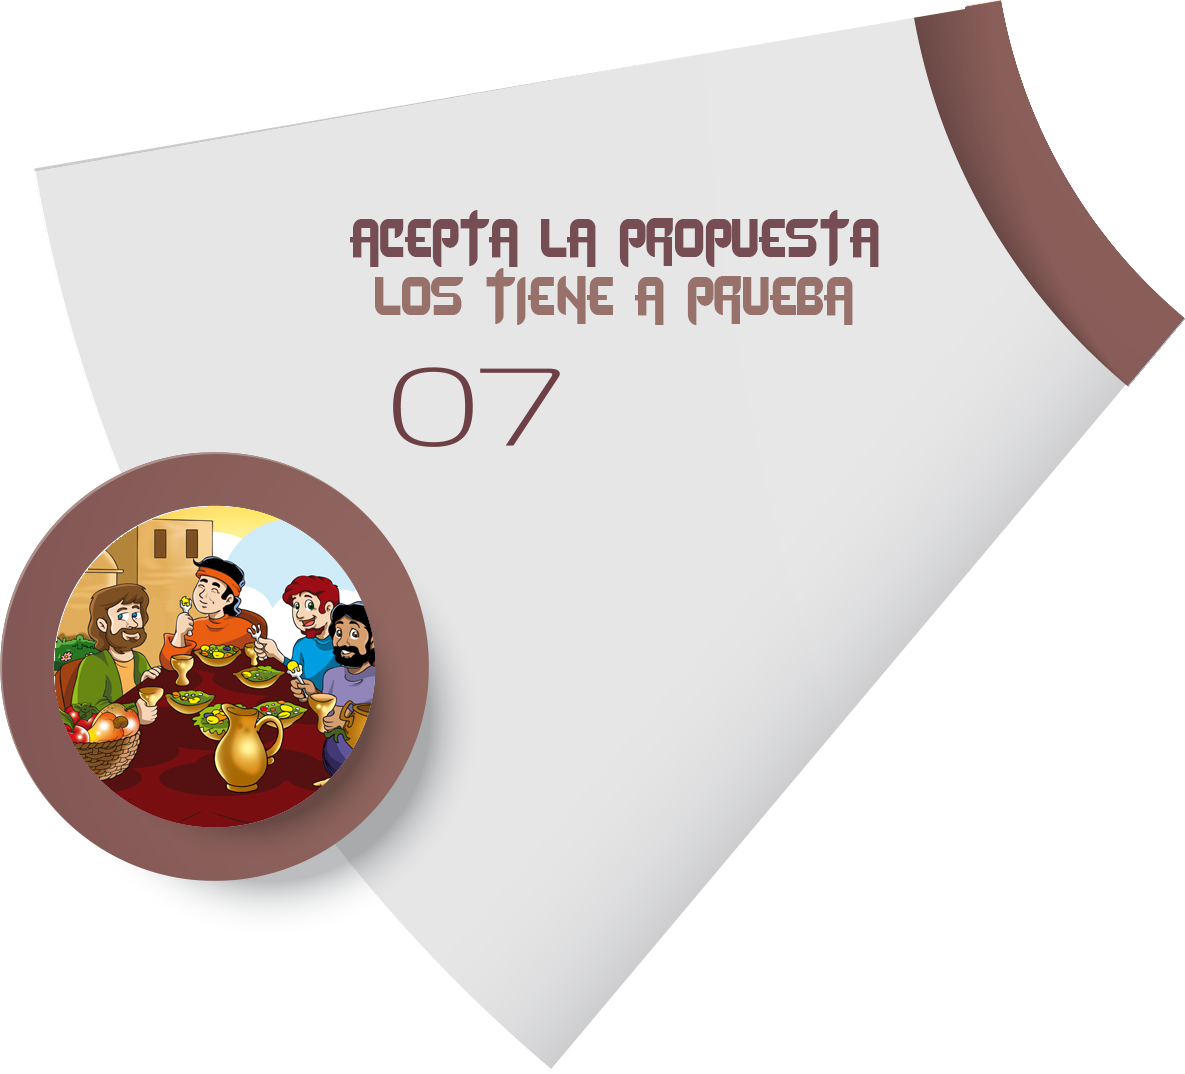 ACEPTA LA PROPUESTA
LOS TIENE A PRUEBA
07